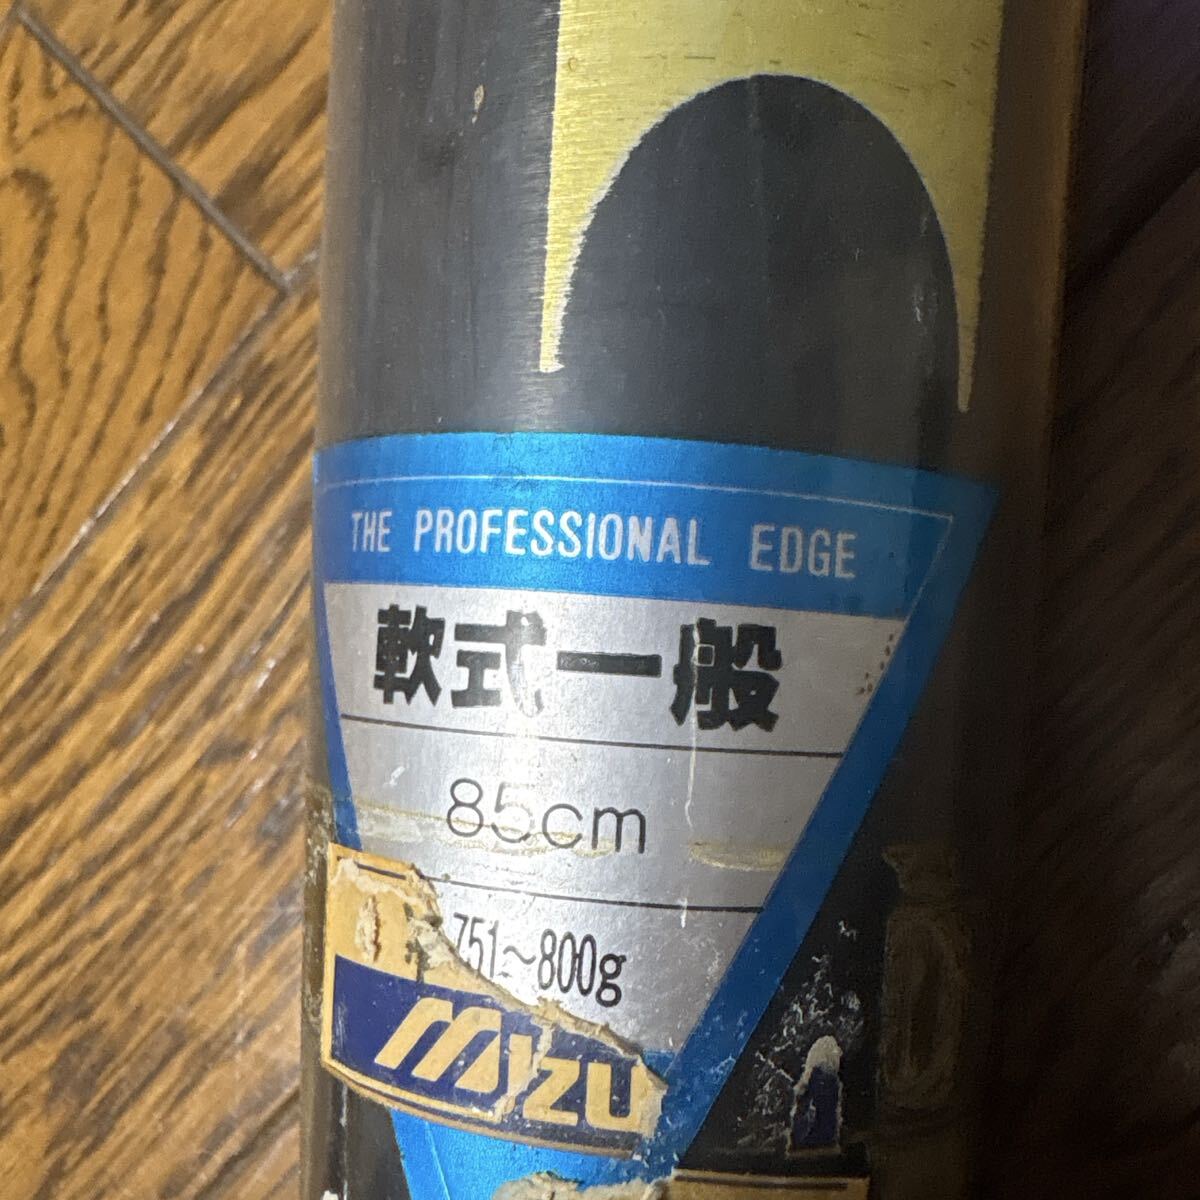 THE PROFESSIONAL EDGE
軟式一般
85cm
751~800g
Mizu